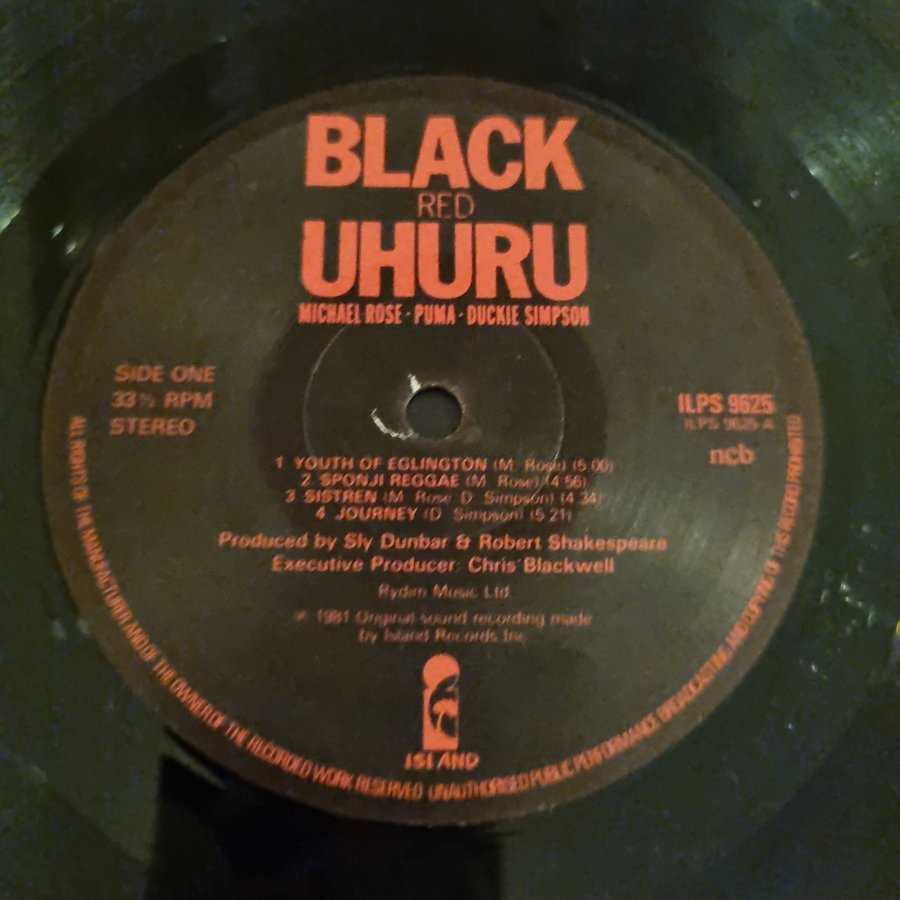 BLACK
RED
UHURU
MICHAEL ROSE · PUMA · DUCKIE SIMPSON
SIDE ONE
33⅓ RPM
STEREO
ILPS 9625
ILPS 9625-A
ncb
1 YOUTH OF EGLINGTON (M. Rose) (5.00)
2 SPONJI REGGAE (M. Rose) (4.56)
3 SISTREN (M. Rose D. Simpson) (4.34)
4 JOURNEY (D. Simpson) (5.21)
Produced by Sly Dunbar & Robert Shakespeare
Executive Producer: Chris Blackwell
Rydim Music Ltd
℗ 1981 Original sound recording made
by Island Records Inc
ISLAND
ALL RIGHTS OF THE MANUFACTURER AND OF THE OWNER OF THE RECORDED WORK RESERVED UNAUTHORISED PUBLIC PERFORMANCE BROADCASTING AND COPYING OF THIS RECORD PROHIBITED